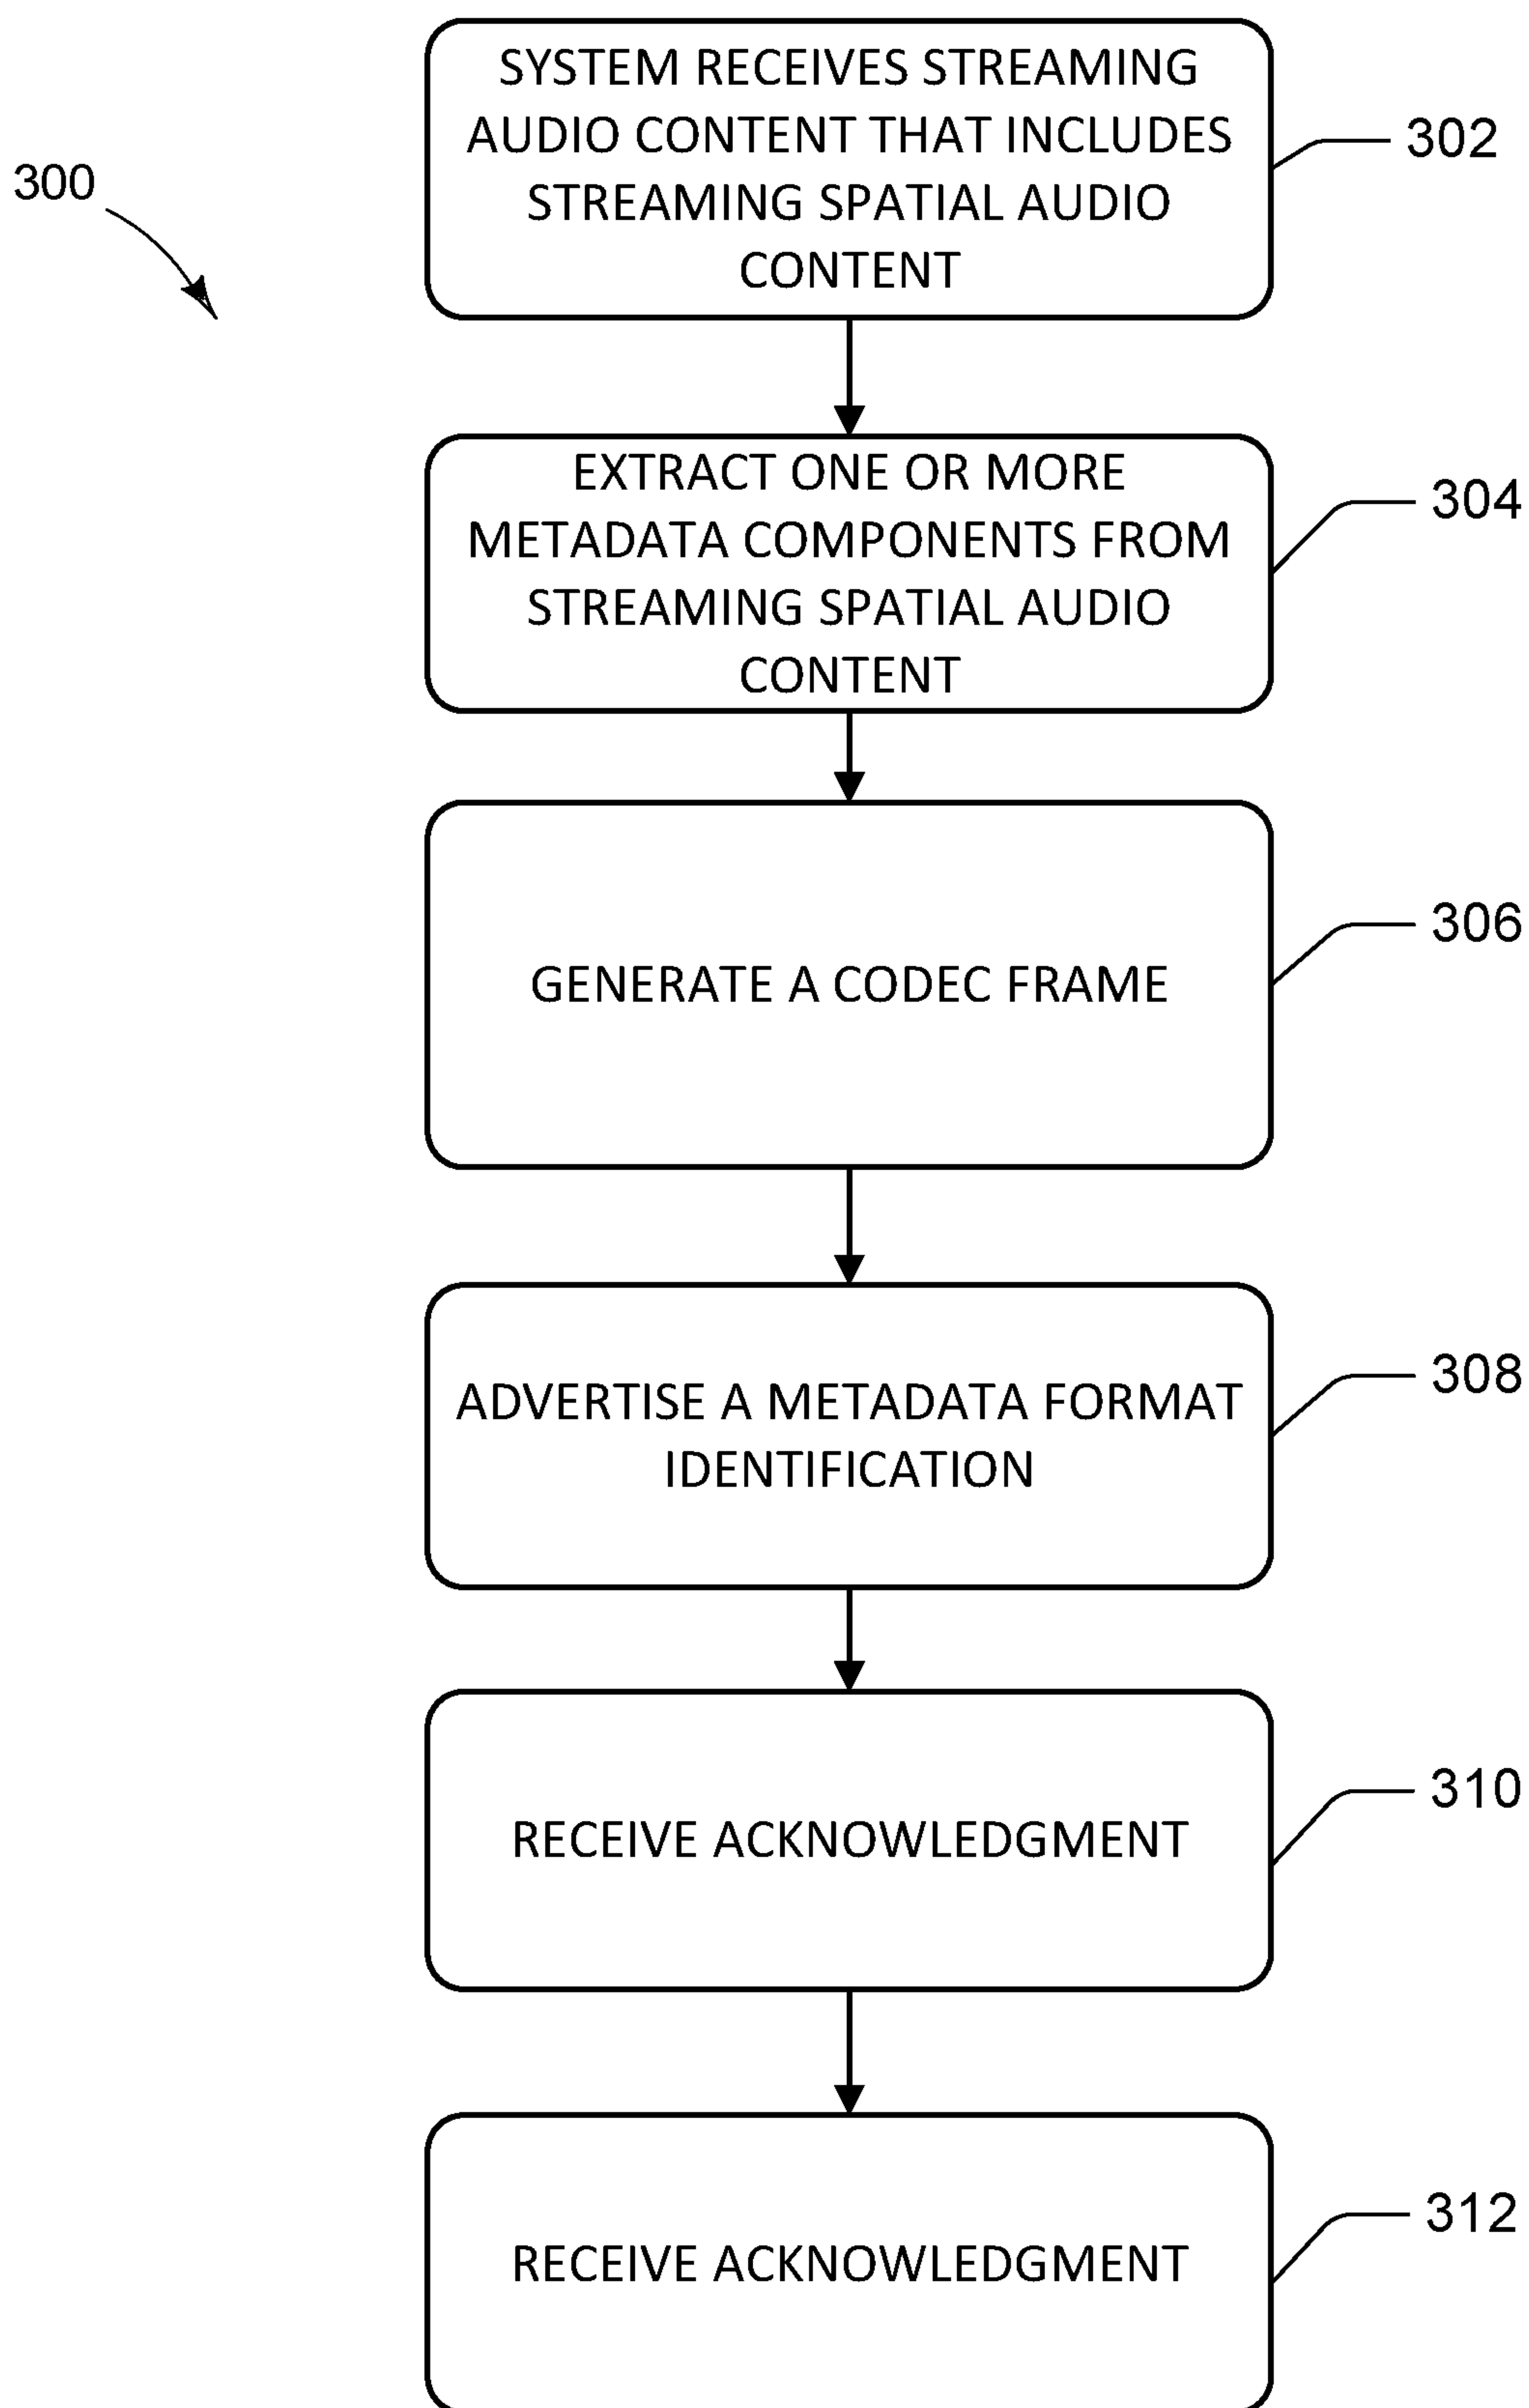 SYSTEM RECEIVES STREAMING
AUDIO CONTENT THAT INCLUDES
STREAMING SPATIAL AUDIO
CONTENT
302
300
EXTRACT ONE OR MORE
METADATA COMPONENTS FROM
STREAMING SPATIAL AUDIO
CONTENT
304
GENERATE A CODEC FRAME
306
ADVERTISE A METADATA FORMAT
IDENTIFICATION
308
RECEIVE ACKNOWLEDGMENT
310
RECEIVE ACKNOWLEDGMENT
312